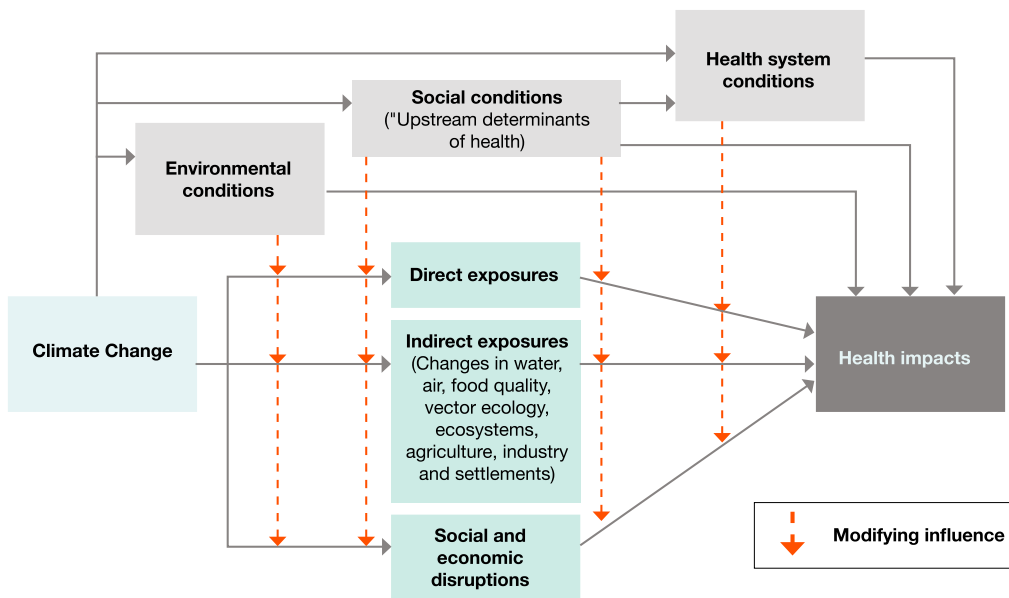 Health system
conditions
Social conditions
("Upstream determinants
of health)
Environmental
conditions
Direct exposures
Climate Change
Indirect exposures
(Changes in water,
air, food quality,
vector ecology,
ecosystems,
agriculture, industry
and settlements)
Health impacts
Social and
economic
disruptions
Modifying influence